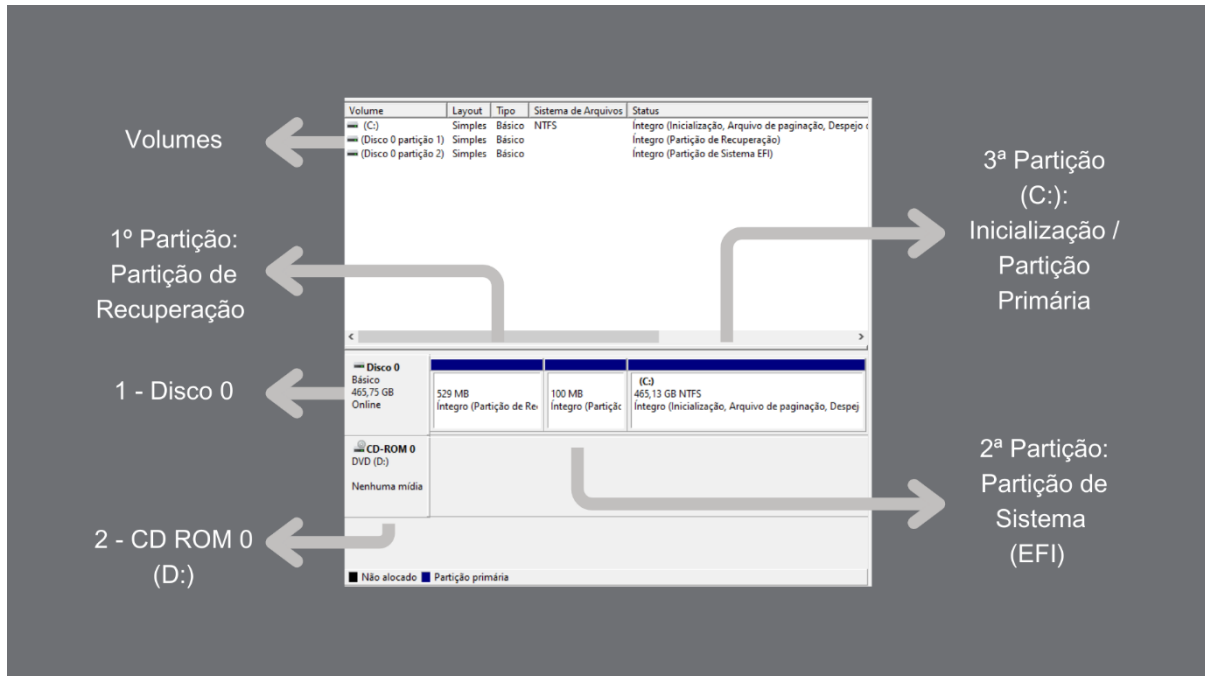 Volumes
1º Partição:
Partição de
Recuperação
1 - Disco 0
2 - CD ROM 0
(D:)
Volume Layout Tipo Sistema de Arquivos Status
(C:) Simples Básico NTFS Íntegro (Inicialização, Arquivo de paginação, Despejo
(Disco 0 partição 1) Simples Básico Íntegro (Partição de Recuperação)
(Disco 0 partição 2) Simples Básico Íntegro (Partição de Sistema EFI)
Disco 0
Básico
465,75 GB
Online
529 MB
Íntegro (Partição de Re
100 MB
Íntegro (Partiçã
(C:)
465,13 GB NTFS
Íntegro (Inicialização, Arquivo de paginação, Despej
CD-ROM 0
DVD (D:)
Nenhuma mídia
Não alocado Partição primária
3ª Partição
(C:):
Inicialização /
Partição
Primária
2ª Partição:
Partição de
Sistema
(EFI)